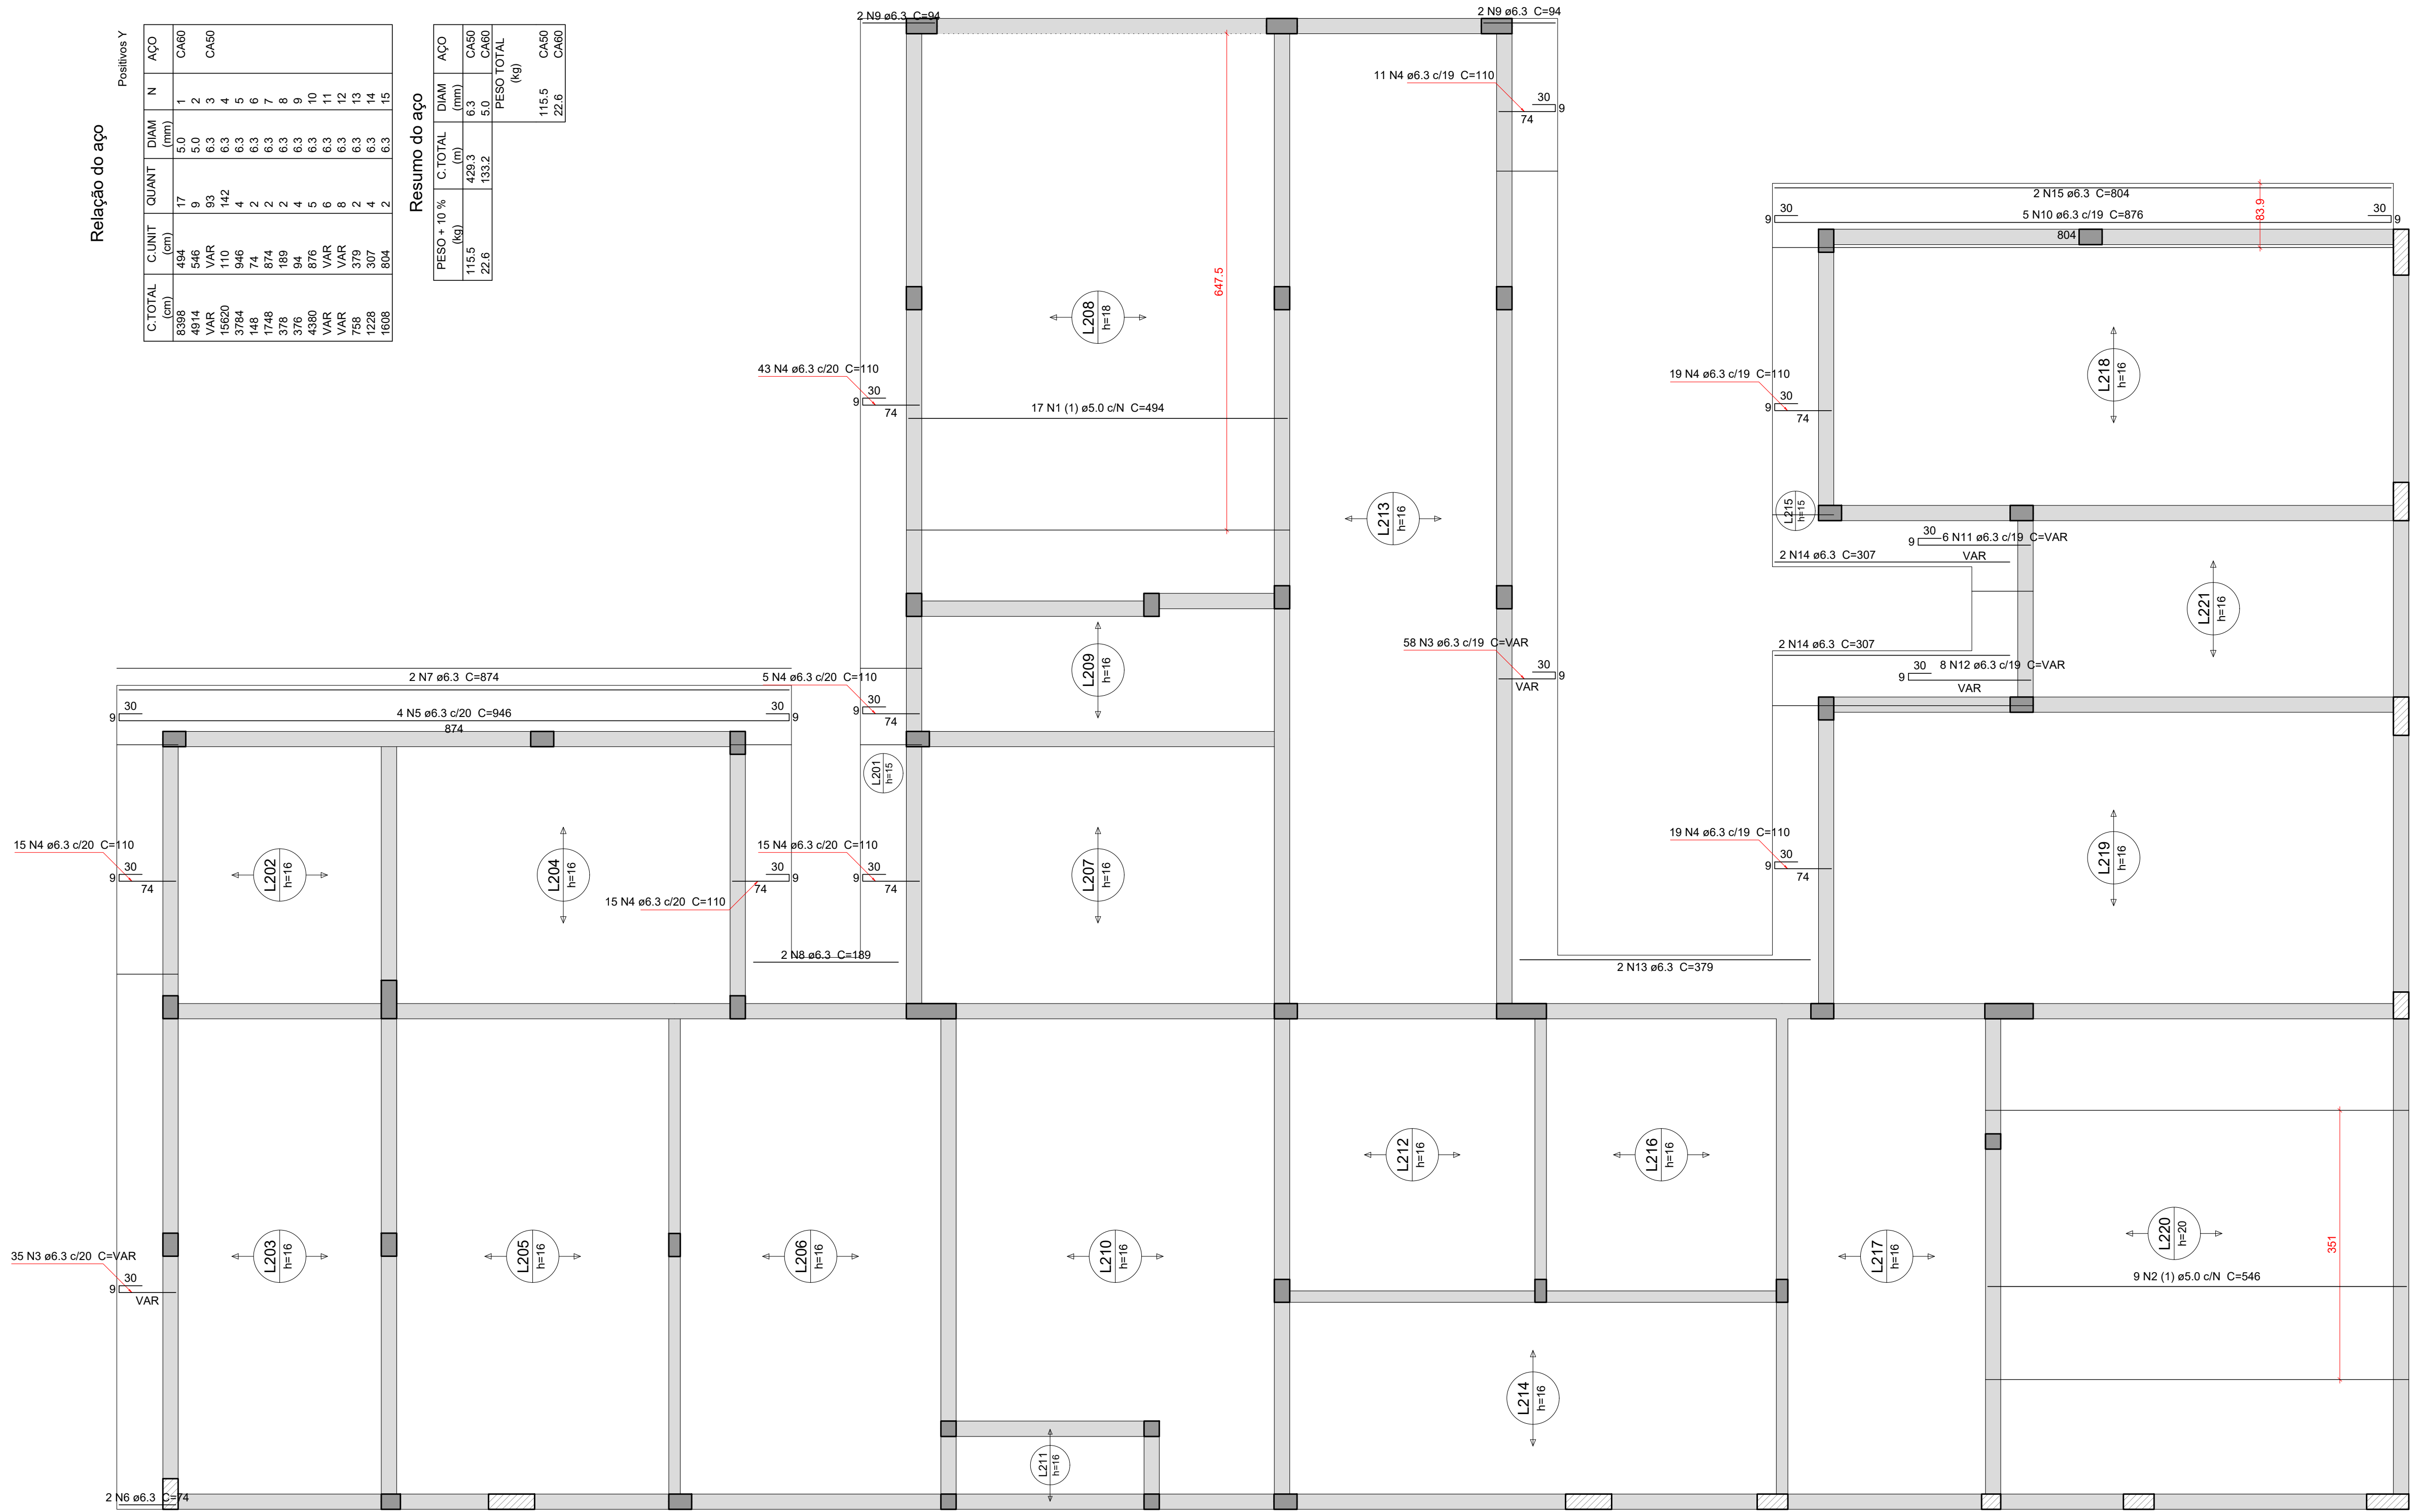 Relação do aço
Positivos Y
AÇO N DIAM (mm) QUANT C.UNIT (cm) C.TOTAL (cm)
CA60 1 5.0 17 494 8398
2 5.0 9 546 4914
CA50 3 6.3 93 VAR VAR
4 6.3 142 110 15620
5 6.3 4 946 3784
6 6.3 2 74 148
7 6.3 2 874 1748
8 6.3 2 189 378
9 6.3 4 94 376
10 6.3 5 876 4380
11 6.3 6 VAR VAR
12 6.3 8 VAR VAR
13 6.3 2 379 758
14 6.3 4 307 1228
15 6.3 2 804 1608
Resumo do aço
AÇO DIAM (mm) C.TOTAL (m) PESO + 10 % (kg)
CA50 6.3 429.3 115.5
CA60 5.0 133.2 22.6
PESO TOTAL
(kg)
CA50 115.5
CA60 22.6
2 N9 ø6.3 C=94
2 N9 ø6.3 C=94
11 N4 ø6.3 c/19 C=110
30
9
74
2 N15 ø6.3 C=804
5 N10 ø6.3 c/19 C=876
30
9
30
9
804
83.9
647.5
L208
h=18
43 N4 ø6.3 c/20 C=110
30
9
74
17 N1 (1) ø5.0 c/N C=494
L218
h=16
19 N4 ø6.3 c/19 C=110
30
9
74
L213
h=16
L215
h=15
30
9
6 N11 ø6.3 c/19 C=VAR
VAR
2 N14 ø6.3 C=307
L221
h=16
2 N14 ø6.3 C=307
30
9
8 N12 ø6.3 c/19 C=VAR
VAR
58 N3 ø6.3 c/19 C=VAR
30
9
VAR
L209
h=16
2 N7 ø6.3 C=874
5 N4 ø6.3 c/20 C=110
30
9
74
4 N5 ø6.3 c/20 C=946
30
9
30
9
874
L201
h=15
15 N4 ø6.3 c/20 C=110
30
9
74
L202
h=16
L204
h=16
15 N4 ø6.3 c/20 C=110
30
9
74
15 N4 ø6.3 c/20 C=110
30
9
74
L207
h=16
19 N4 ø6.3 c/19 C=110
30
9
74
L219
h=16
2 N8 ø6.3 C=189
2 N13 ø6.3 C=379
L212
h=16
L216
h=16
35 N3 ø6.3 c/20 C=VAR
30
9
VAR
L203
h=16
L205
h=16
L206
h=16
L210
h=16
L217
h=16
L220
h=20
351
9 N2 (1) ø5.0 c/N C=546
L214
h=16
L211
h=16
2 N6 ø6.3 C=74